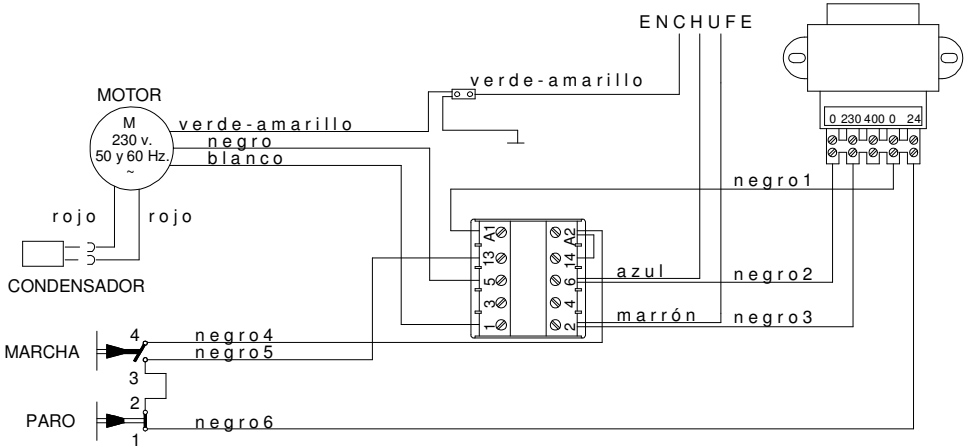 ENCHUFE
verde-amarillo
MOTOR
M
230 v.
50 y 60 Hz.
~
verde-amarillo
negro
blanco
0 230 400 0 24
negro1
rojo rojo
CONDENSADOR
A1 A2
13 14
5 6
3 4
1 2
azul negro2
marrón negro3
MARCHA
4 negro4
negro5
3
PARO
2
1
negro6